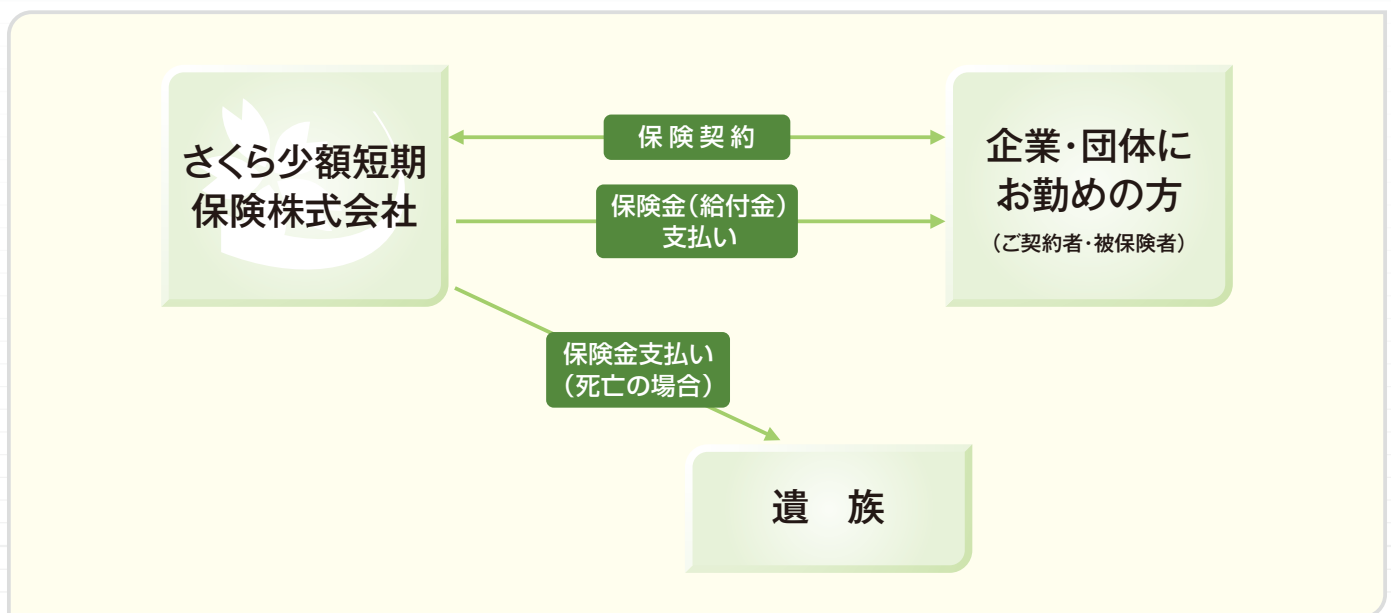 さくら少額短期
保険株式会社
保険契約
保険金（給付金）
支払い
企業・団体に
お勤めの方
（ご契約者・被保険者）
保険金支払い
（死亡の場合）
遺　族